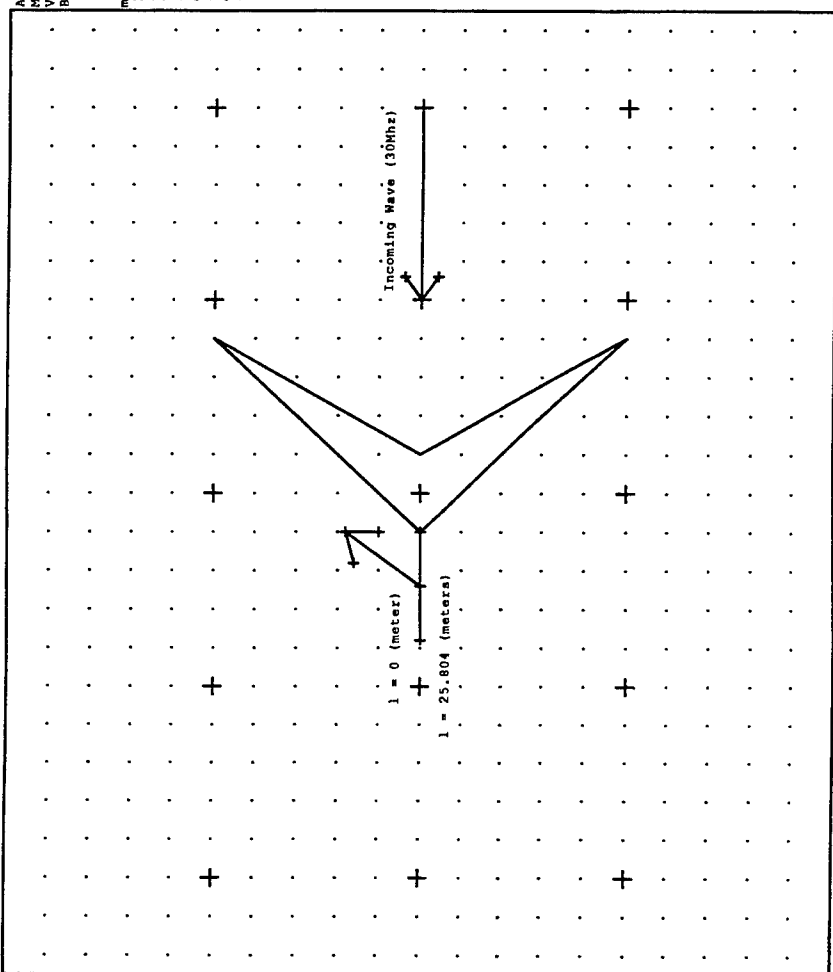 Incoming Wave (30Mhz)
l = 0 (meter)
l = 25.804 (meters)